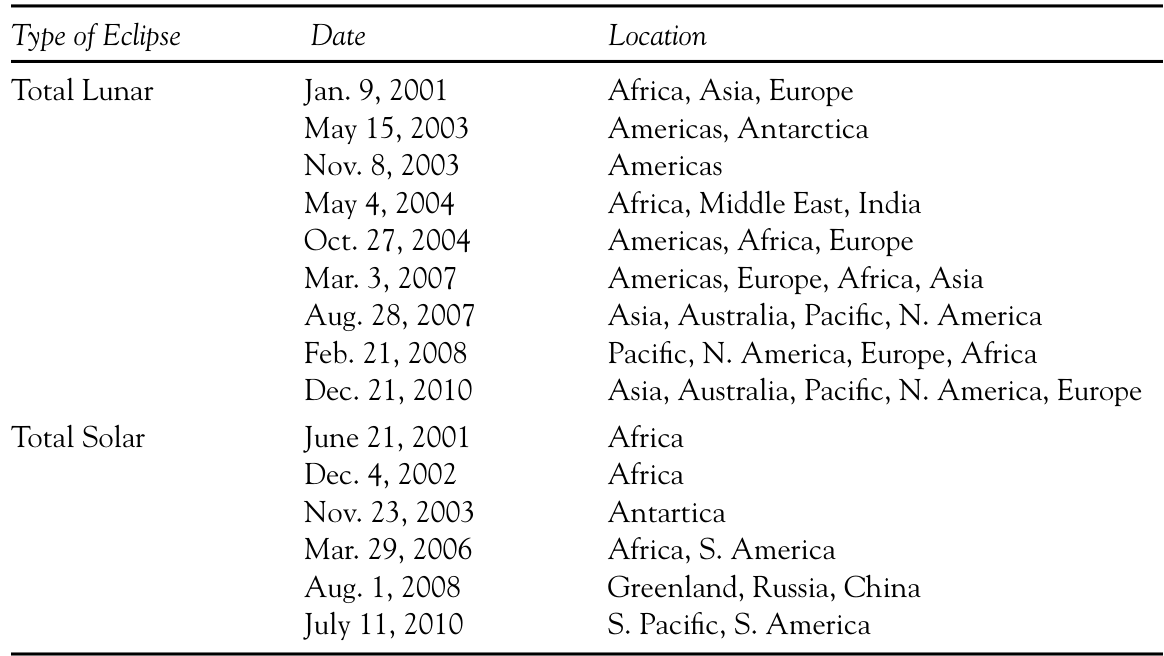 Type of Eclipse Date Location
Total Lunar Jan. 9, 2001 Africa, Asia, Europe
May 15, 2003 Americas, Antarctica
Nov. 8, 2003 Americas
May 4, 2004 Africa, Middle East, India
Oct. 27, 2004 Americas, Africa, Europe
Mar. 3, 2007 Americas, Europe, Africa, Asia
Aug. 28, 2007 Asia, Australia, Pacific, N. America
Feb. 21, 2008 Pacific, N. America, Europe, Africa
Dec. 21, 2010 Asia, Australia, Pacific, N. America, Europe
Total Solar June 21, 2001 Africa
Dec. 4, 2002 Africa
Nov. 23, 2003 Antartica
Mar. 29, 2006 Africa, S. America
Aug. 1, 2008 Greenland, Russia, China
July 11, 2010 S. Pacific, S. America